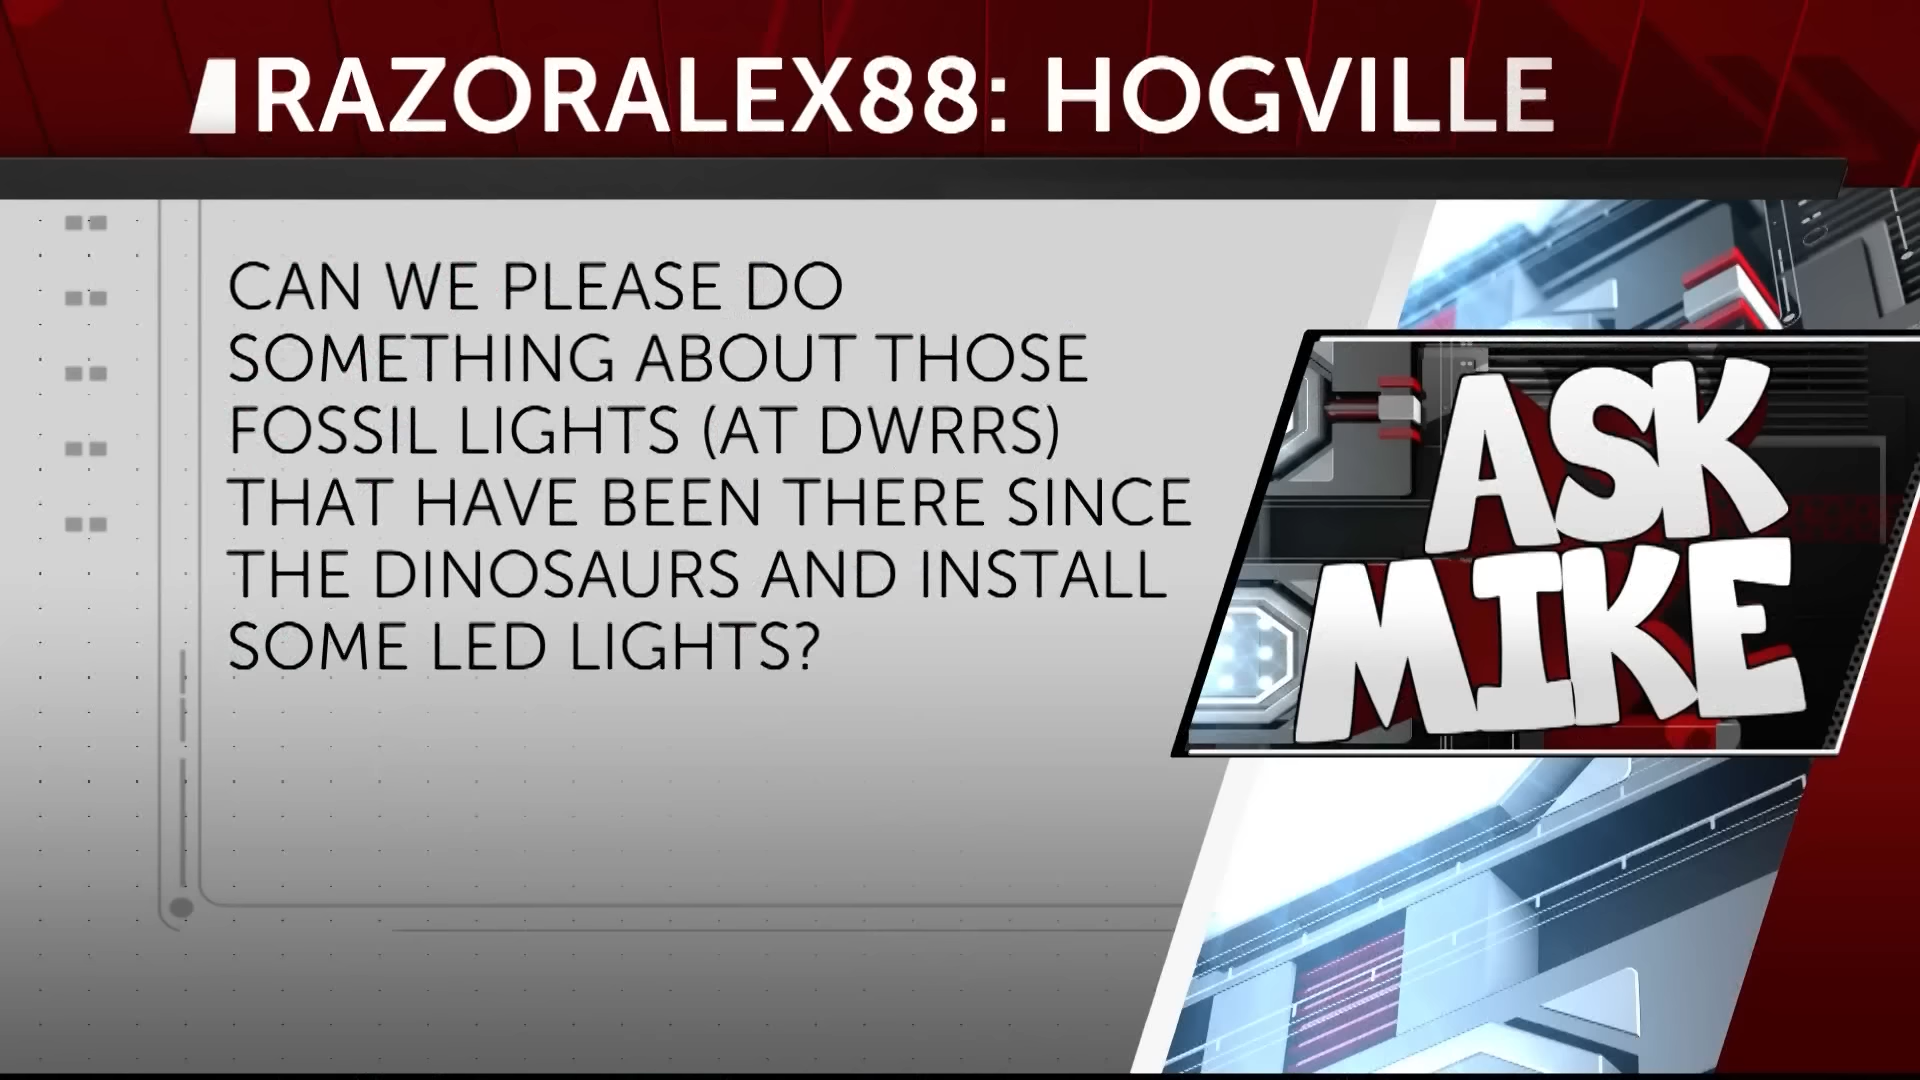 RAZORALEX88: HOGVILLE
CAN WE PLEASE DO
SOMETHING ABOUT THOSE
FOSSIL LIGHTS (AT DWRRS)
THAT HAVE BEEN THERE SINCE
THE DINOSAURS AND INSTALL
SOME LED LIGHTS?
ASK
MIKE